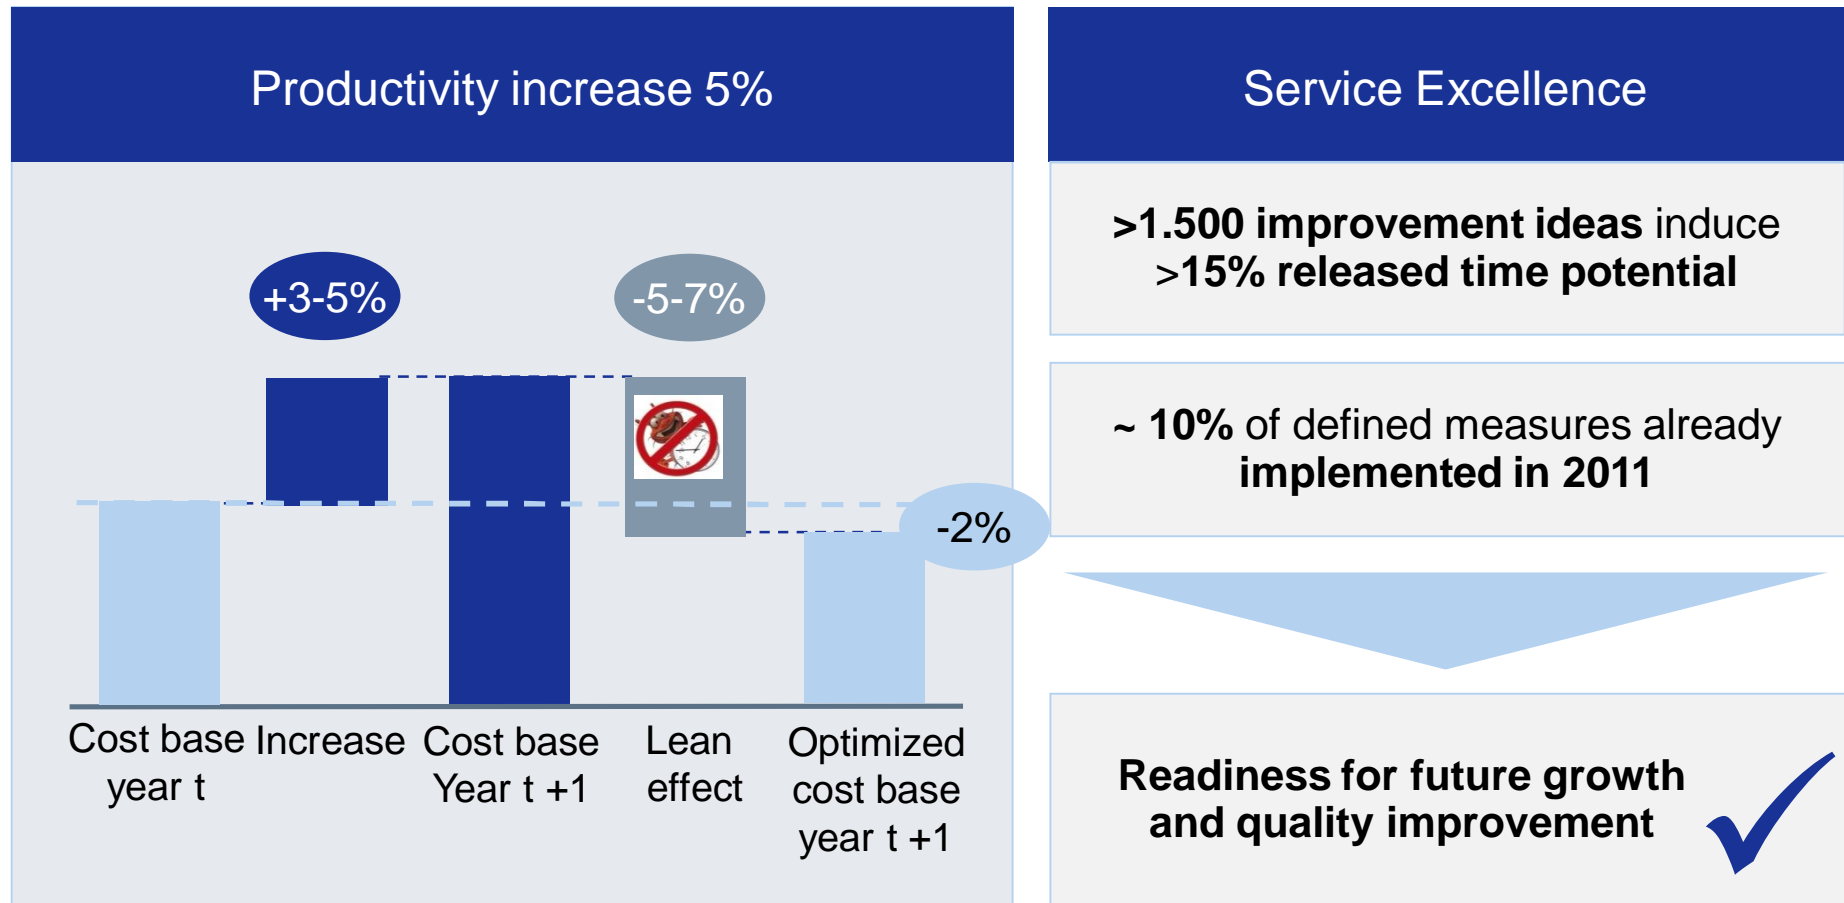 Productivity increase 5%
+3-5%
-5-7%
-2%
Cost base
year t
Increase
Cost base
Year t +1
Lean
effect
Optimized
cost base
year t +1
Service Excellence
>1.500 improvement ideas induce
>15% released time potential
~ 10% of defined measures already
implemented in 2011
Readiness for future growth
and quality improvement